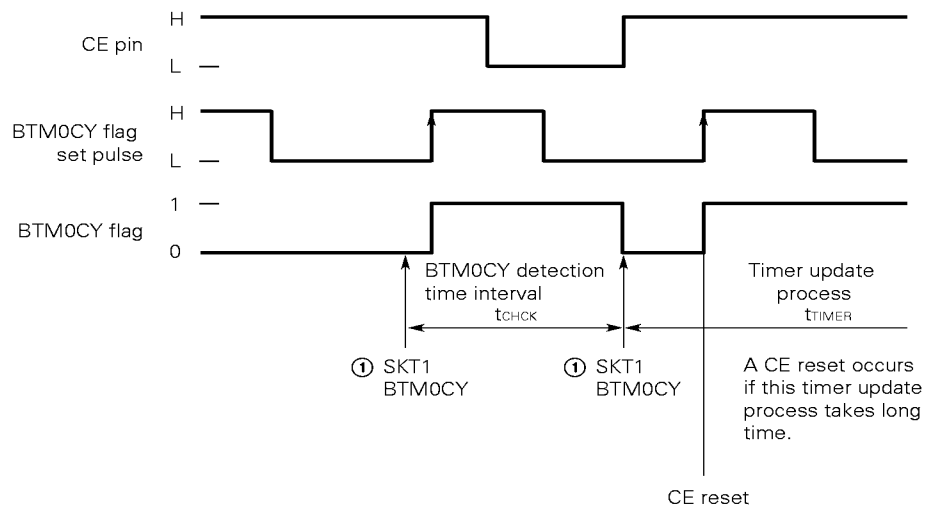 H
CE pin
L
H
BTM0CY flag
set pulse
L
1
BTM0CY flag
0
BTM0CY detection
time interval
tCHCK
Timer update
process
tTIMER
① SKT1
BTM0CY
① SKT1
BTM0CY
A CE reset occurs
if this timer update
process takes long
time.
CE reset